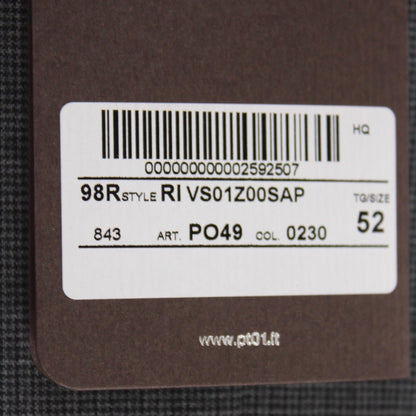 HQ
000000000002592507
98R STYLE RI VS01Z00SAP TG/SIZE
843 ART. PO49 COL. 0230 52
www.pt01.it